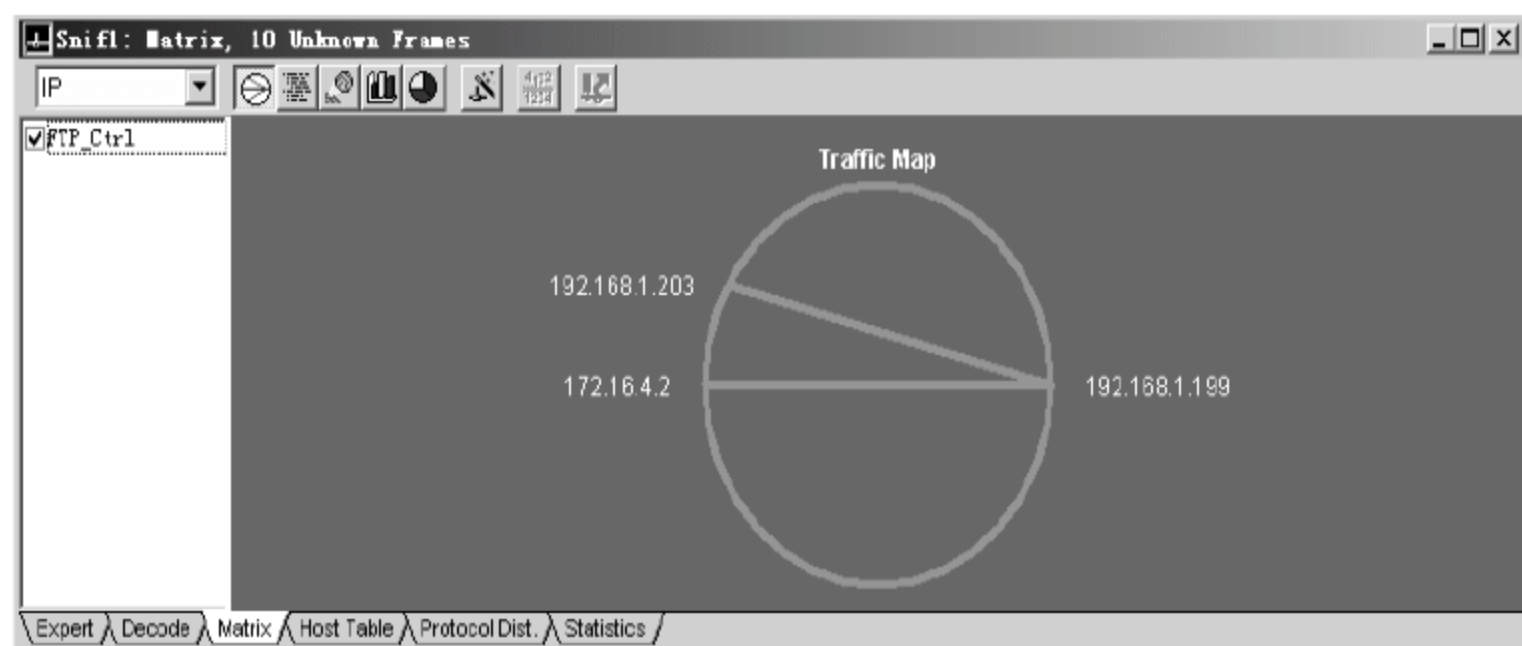 Snif1: Matrix, 10 Unknown Frames
IP
FTP_Ctrl
Traffic Map
192.168.1.203
172.16.4.2
192.168.1.199
Expert Decode Matrix Host Table Protocol Dist. Statistics